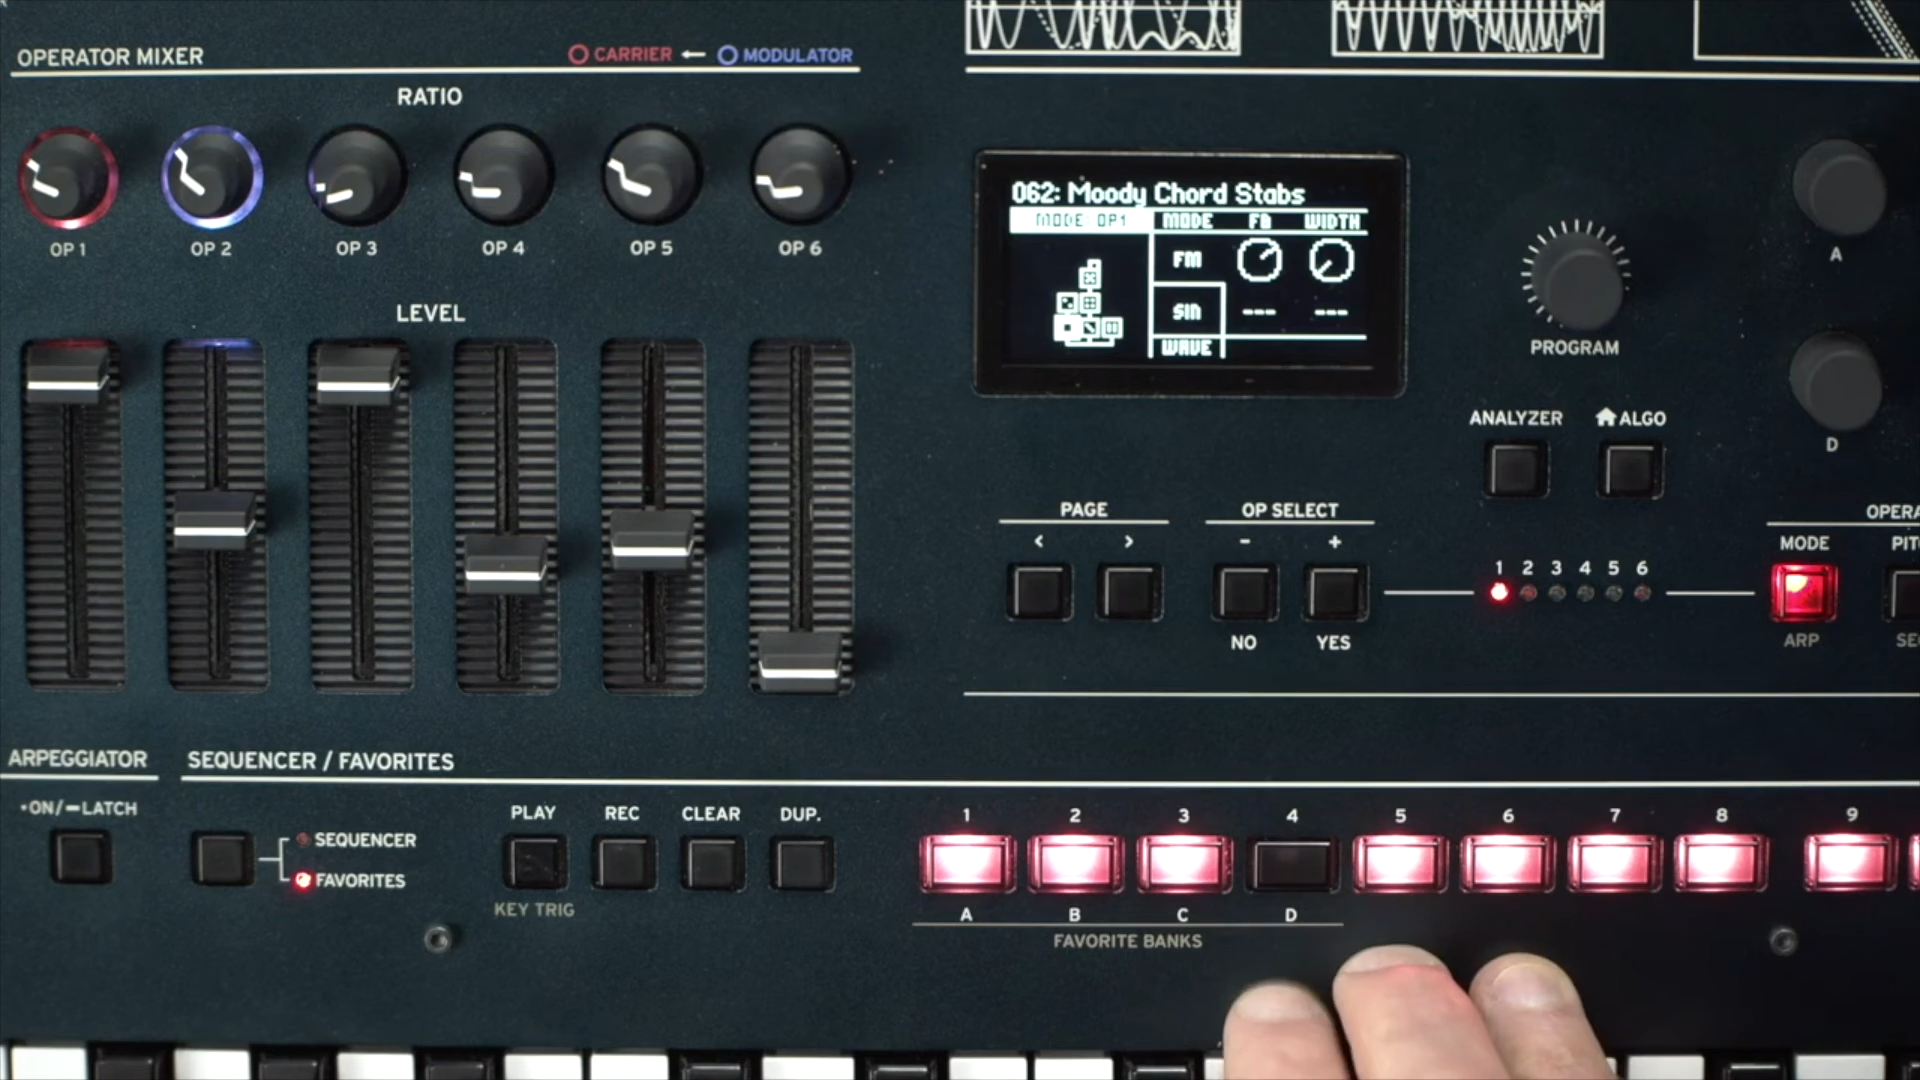 OPERATOR MIXER
CARRIER ← MODULATOR
RATIO
OP 1 OP 2 OP 3 OP 4 OP 5 OP 6
LEVEL
062: Moody Chord Stabs
MODE: OP1 MODE FB WIDTH
FM
SIN --- ---
WAVE
PROGRAM
A
D
ANALYZER ALGO
PAGE
< >
OP SELECT
- +
NO YES
1 2 3 4 5 6
MODE
ARP
ARPEGGIATOR
•ON/━LATCH
SEQUENCER / FAVORITES
SEQUENCER
FAVORITES
PLAY REC CLEAR DUP.
KEY TRIG
1 2 3 4 5 6 7 8 9
A B C D
FAVORITE BANKS